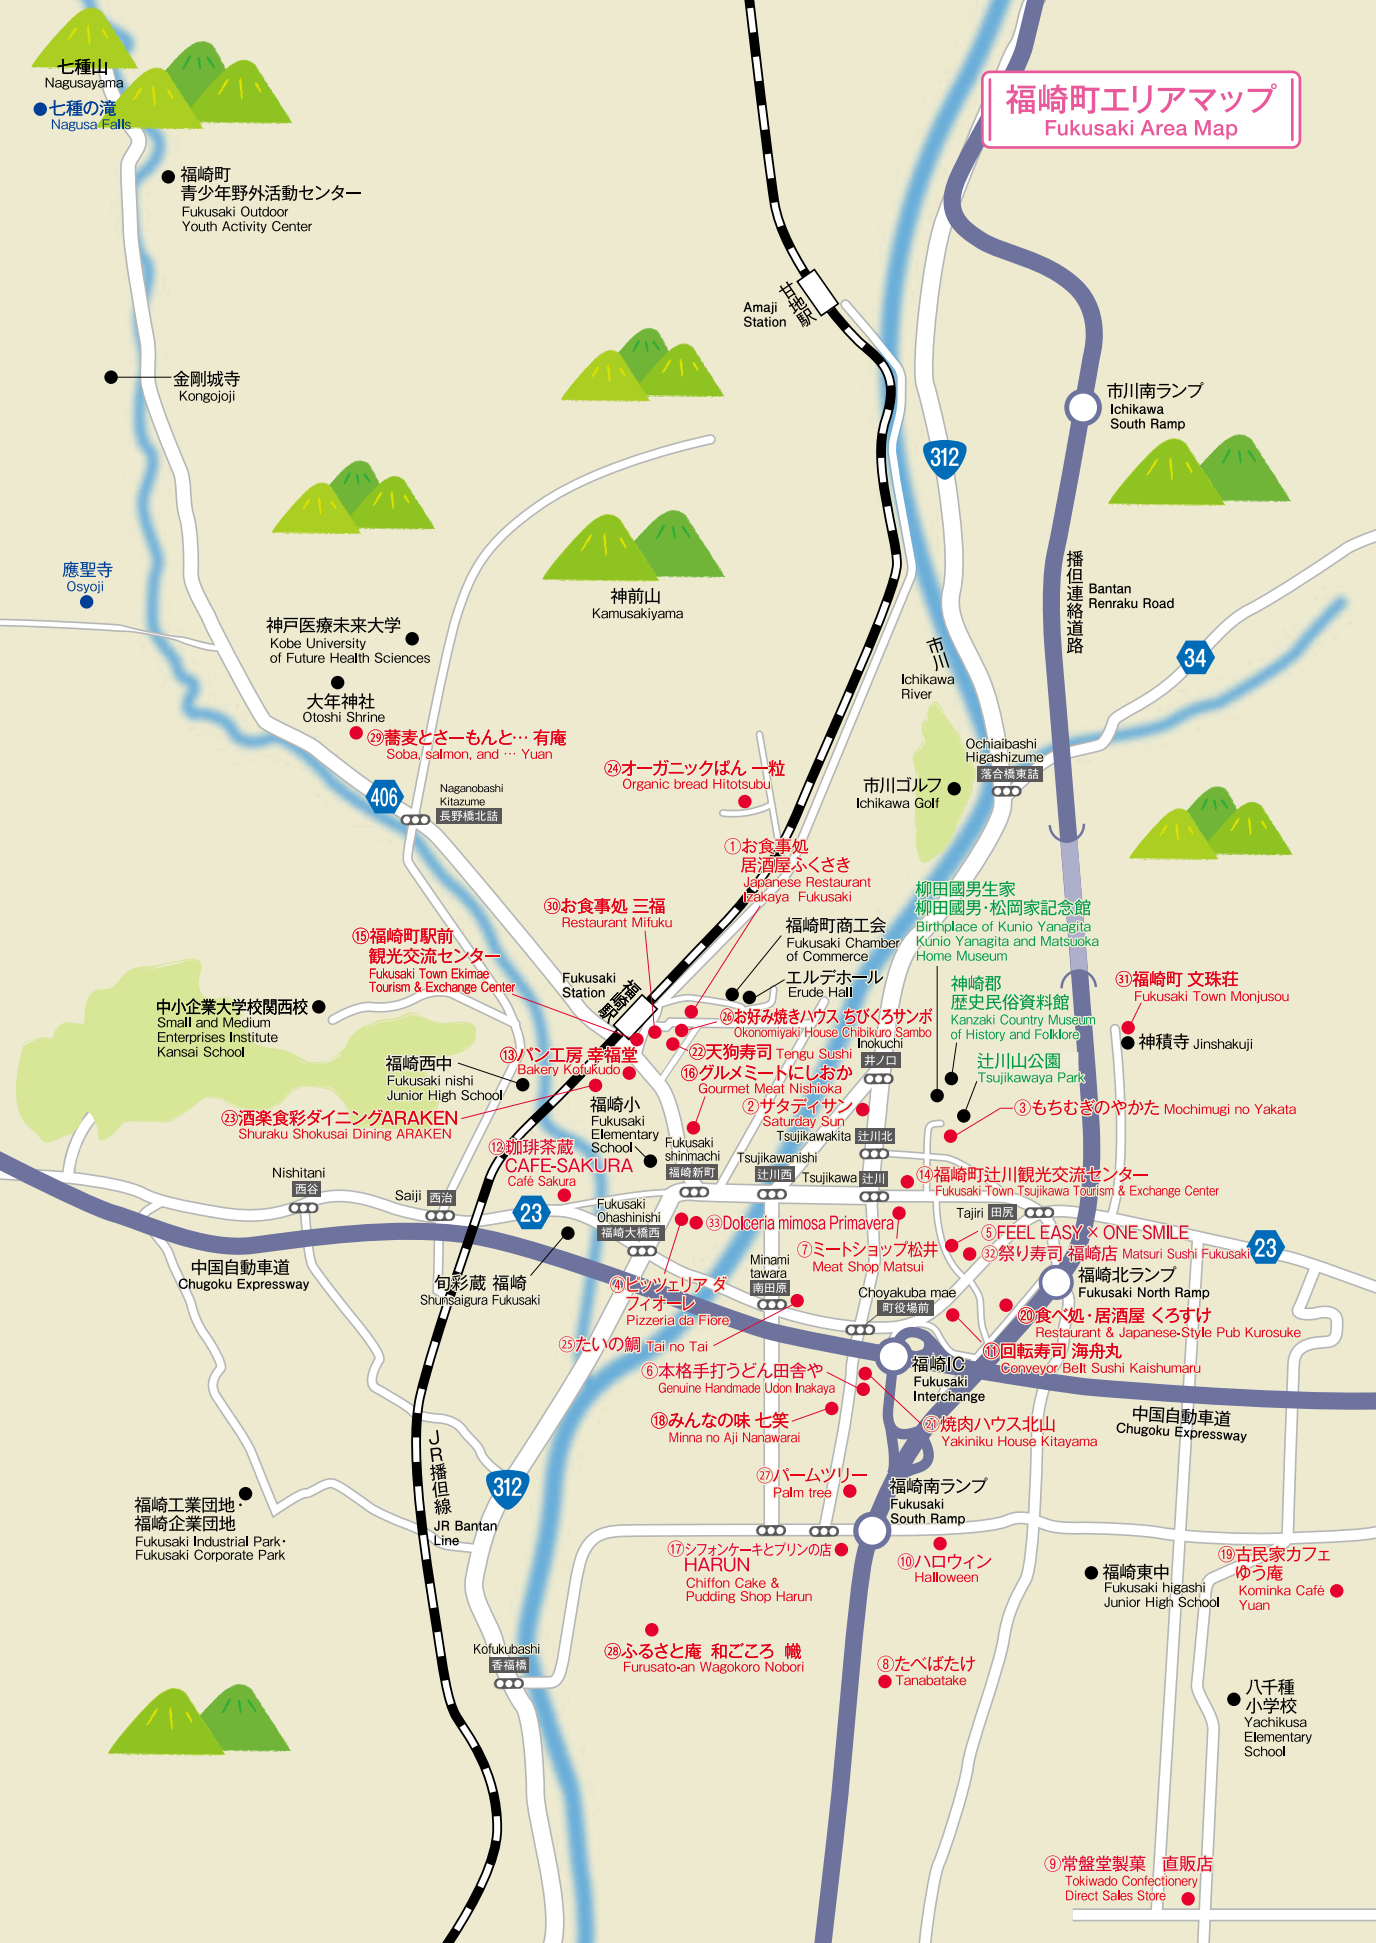 福崎町エリアマップ
Fukusaki Area Map
七種山
Nagusayama
七種の滝
Nagusa Falls
福崎町
青少年野外活動センター
Fukusaki Outdoor
Youth Activity Center
甘地駅
Amaji
Station
金剛城寺
Kongojoji
市川南ランプ
Ichikawa
South Ramp
312
神前山
Kamusakiyama
播但連絡道路
Bantan
Renraku Road
應聖寺
Osyoji
神戸医療未来大学
Kobe University
of Future Health Sciences
市川
Ichikawa
River
34
大年神社
Otoshi Shrine
㉙蕎麦とさーもんと… 有庵
Soba, salmon, and … Yuan
Ochiaibashi
Higashizume
落合橋東詰
㉔オーガニックぱん 一粒
Organic bread Hitotsubu
市川ゴルフ
Ichikawa Golf
406
Naganobashi
Kitazume
長野橋北詰
①お食事処
居酒屋ふくさき
Japanese Restaurant
Izakaya Fukusaki
柳田國男生家
柳田國男・松岡家記念館
Birthplace of Kunio Yanagita
Kunio Yanagita and Matsuoka
Home Museum
㉚お食事処 三福
Restaurant Mifuku
福崎町商工会
Fukusaki Chamber
of Commerce
⑮福崎町駅前
観光交流センター
Fukusaki Town Ekimae
Tourism & Exchange Center
Fukusaki
Station
福崎駅
エルデホール
Erude Hall
神崎郡
歴史民俗資料館
Kanzaki Country Museum
of History and Folklore
㉛福崎町 文珠荘
Fukusaki Town Monjusou
中小企業大学校関西校
Small and Medium
Enterprises Institute
Kansai School
㉖お好み焼きハウス ちびくろサンボ
Okonomiyaki House Chibikuro Sambo
神積寺 Jinshakuji
Inokuchi
井ノ口
㉒天狗寿司 Tengu Sushi
⑬パン工房 幸福堂
Bakery Kofukudo
福崎西中
Fukusaki nishi
Junior High School
⑯グルメミートにしおか
Gourmet Meat Nishioka
辻川山公園
Tsujikawayama Park
㉓酒楽食彩ダイニングARAKEN
Shuraku Shokusai Dining ARAKEN
福崎小
Fukusaki
Elementary
School
②サタデイサン
Saturday Sun
③もちむぎのやかた Mochimugi no Yakata
Tsujikawakita
辻川北
⑫珈琲茶蔵
CAFE-SAKURA
Café Sakura
Fukusaki
shinmachi
福崎新町
Tsujikawanishi
辻川西
Tsujikawa
辻川
⑭福崎町辻川観光交流センター
Fukusaki Town Tsujikawa Tourism & Exchange Center
Nishitani
西谷
Saiji
西治
23
Fukusaki
Ohashinishi
福崎大橋西
㉝Dolceria mimosa Primavera
Tajiri
田尻
⑤FEEL EASY × ONE SMILE
㉜祭り寿司 福崎店 Matsuri Sushi Fukusaki
23
⑦ミートショップ松井
Meat Shop Matsui
中国自動車道
Chugoku Expressway
旬彩蔵 福崎
Shunsaigura Fukusaki
④ピッツェリア ダ
フィオーレ
Pizzeria da Fiore
Minami
tawara
南田原
Choyakuba mae
町役場前
福崎北ランプ
Fukusaki North Ramp
⑳食べ処・居酒屋 くろすけ
Restaurant & Japanese-Style Pub Kurosuke
㉕たいの鯛 Tai no Tai
⑪回転寿司 海舟丸
Conveyor Belt Sushi Kaishumaru
福崎IC
Fukusaki
Interchange
⑥本格手打うどん田舎や
Genuine Handmade Udon Inakaya
⑱みんなの味 七笑
Minna no Aji Nanawarai
㉑焼肉ハウス北山
Yakiniku House Kitayama
中国自動車道
Chugoku Expressway
JR播但線
JR Bantan
Line
312
㉗パームツリー
Palm tree
福崎南ランプ
Fukusaki
South Ramp
福崎工業団地・
福崎企業団地
Fukusaki Industrial Park・
Fukusaki Corporate Park
⑰シフォンケーキとプリンの店
HARUN
Chiffon Cake &
Pudding Shop Harun
⑩ハロウィン
Halloween
福崎東中
Fukusaki higashi
Junior High School
⑲古民家カフェ
ゆう庵
Kominka Café
Yuan
Kofukubashi
香福橋
㉘ふるさと庵 和ごころ 幟
Furusato-an Wagokoro Nobori
⑧たべばたけ
Tanabatake
八千種
小学校
Yachikusa
Elementary
School
⑨常盤堂製菓 直販店
Tokiwado Confectionery
Direct Sales Store